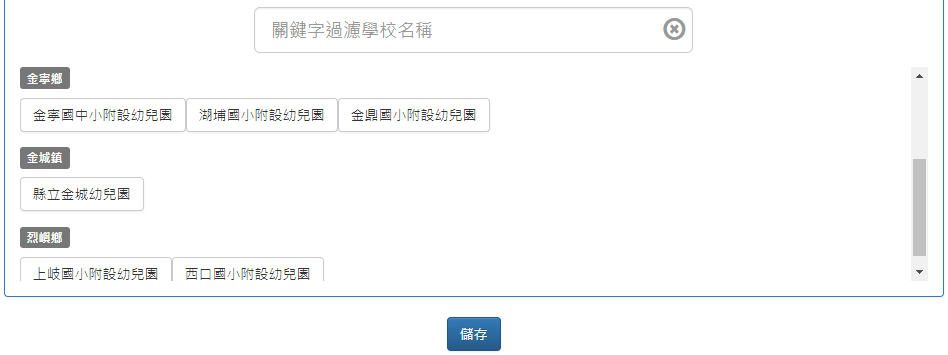 關鍵字過濾學校名稱
金寧鄉
金寧國中小附設幼兒園 湖埔國小附設幼兒園 金鼎國小附設幼兒園
金城鎮
縣立金城幼兒園
烈嶼鄉
上岐國小附設幼兒園 西口國小附設幼兒園
儲存